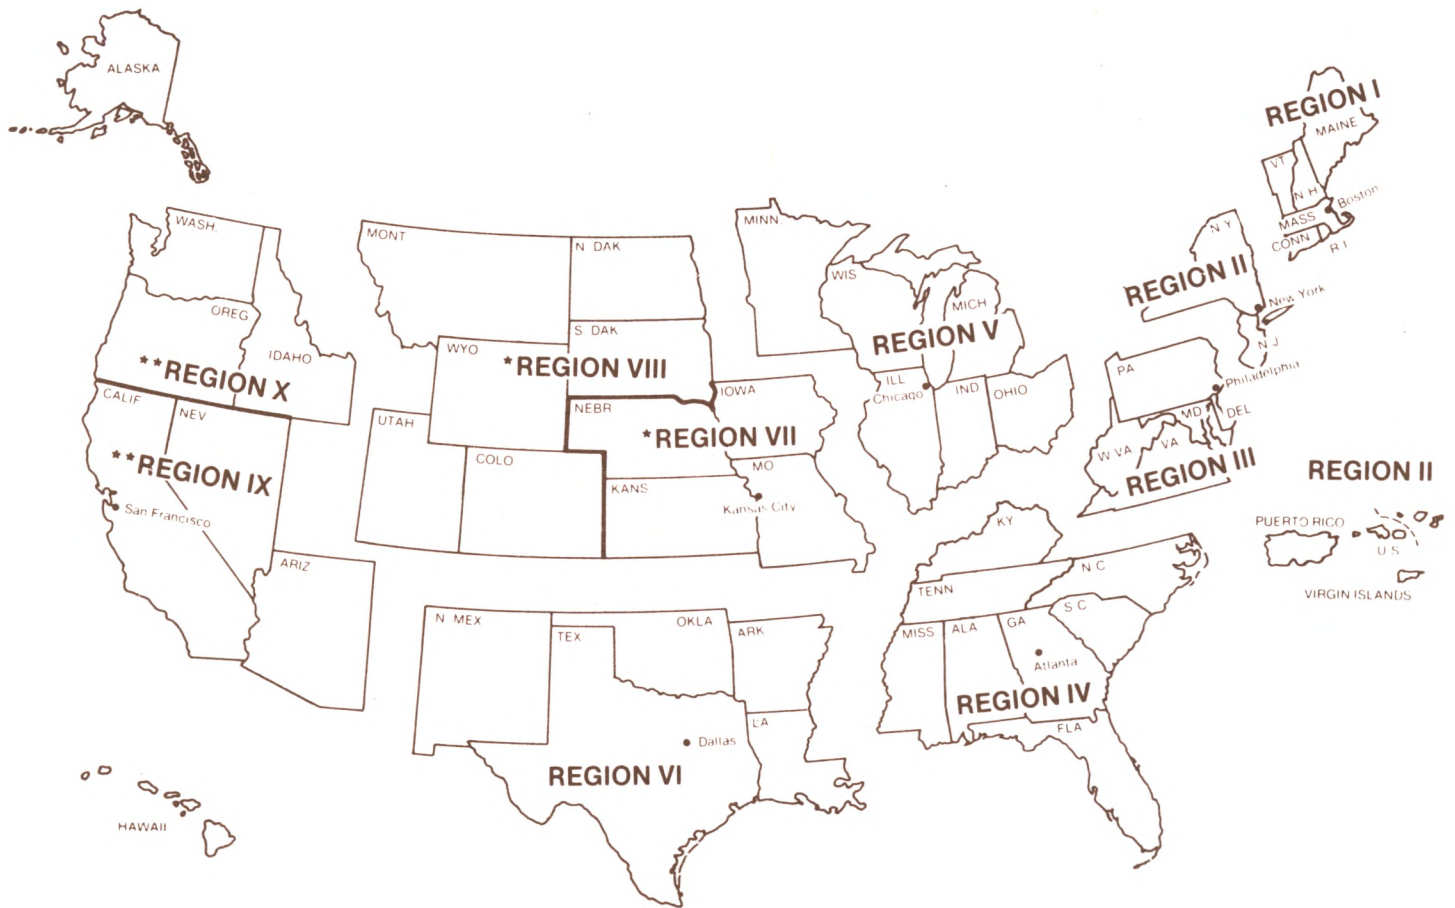 ALASKA
REGION I
MAINE
VT
N H
Boston
MASS
CONN
R I
WASH.
MONT
N DAK
MINN.
N Y
WIS
REGION II
MICH
New York
OREG
S DAK
WYO
REGION V
N J
IDAHO
**REGION X
*REGION VIII
PA
Philadelphia
CALIF
NEV
UTAH
NEBR
IOWA
ILL
Chicago
IND
OHIO
MD
DEL
*REGION VII
W VA
VA
**REGION IX
COLO
MO
REGION III
REGION II
KANS
Kansas City
San Francisco
KY
PUERTO RICO
U S
VIRGIN ISLANDS
ARIZ
N C
TENN
S C
N MEX
OKLA
TEX
ARK
MISS
ALA
GA
Atlanta
REGION IV
LA
FLA
Dallas
REGION VI
HAWAII